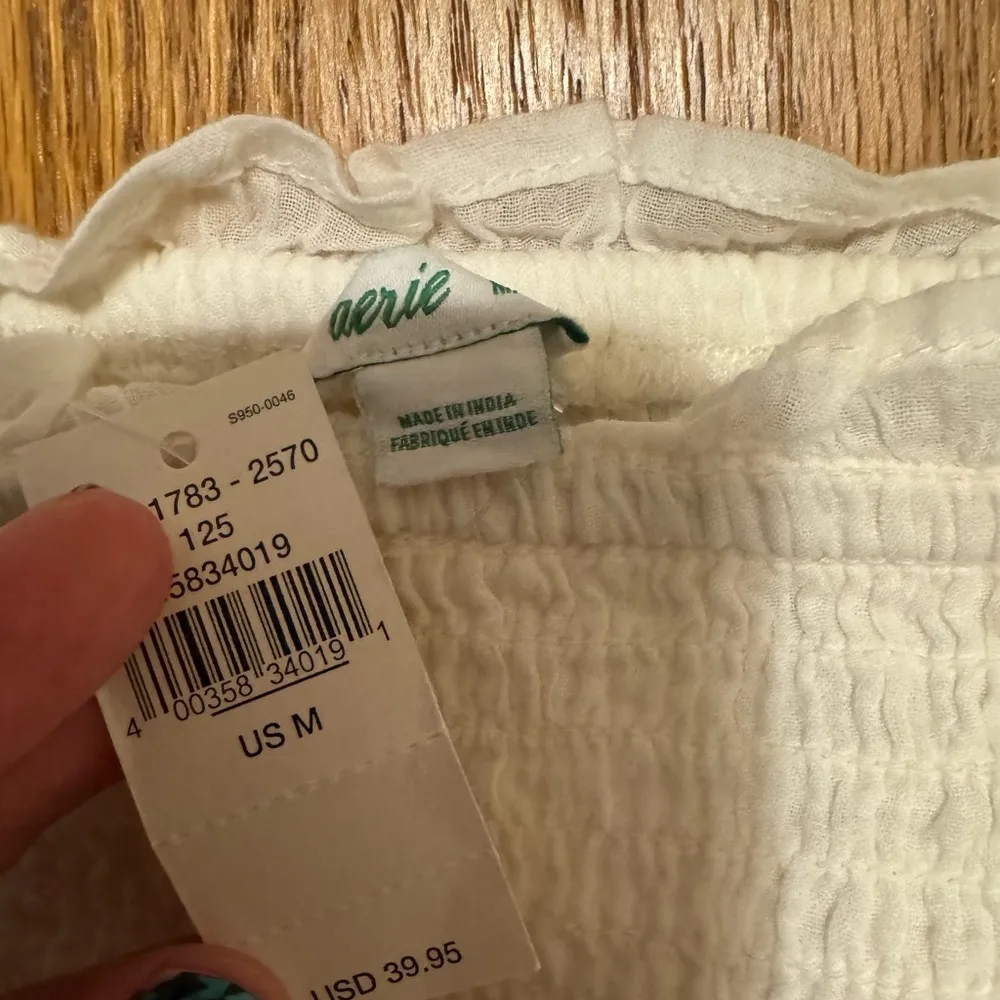 aerie
MADE IN INDIA
FABRIQUÉ EN INDE
S950-0046
1783 - 2570
125
5834019
4 00358 34019 1
US M
USD 39.95